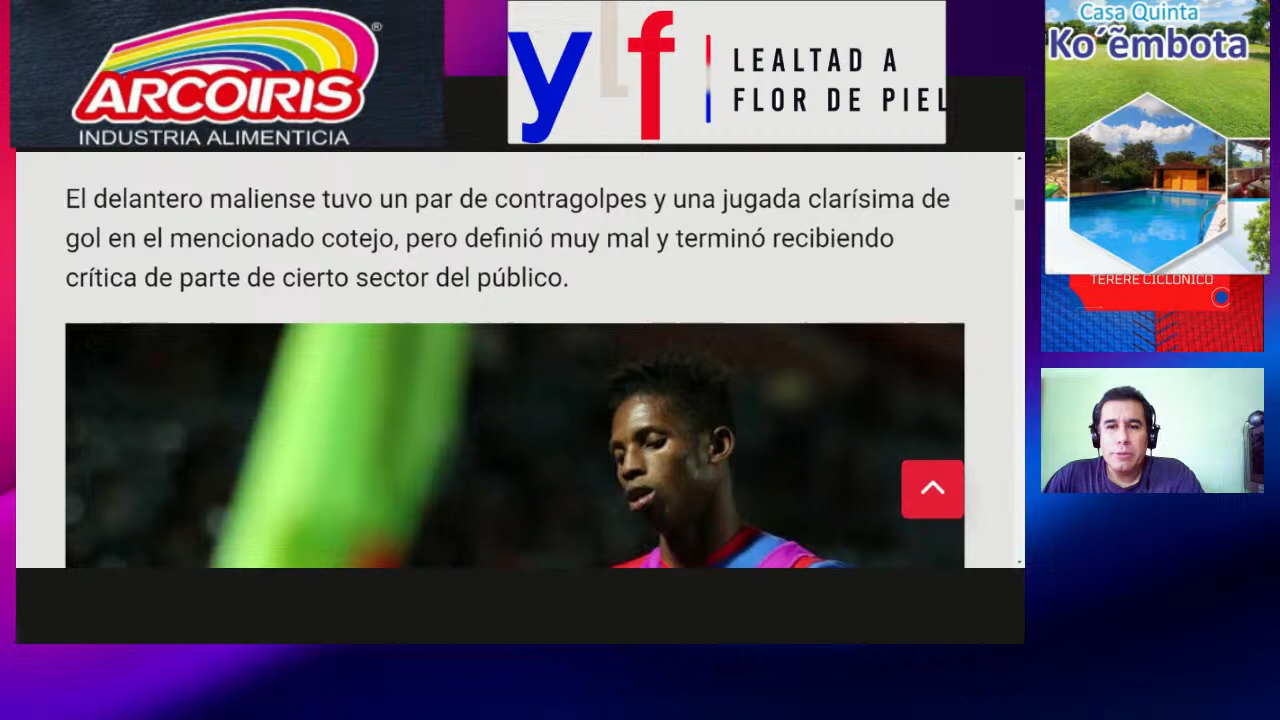 ARCOIRIS
®
INDUSTRIA ALIMENTICIA
yf
LEALTAD A
FLOR DE PIEL
Casa Quinta
Ko´ẽmbota
El delantero maliense tuvo un par de contragolpes y una jugada clarísima de
gol en el mencionado cotejo, pero definió muy mal y terminó recibiendo
crítica de parte de cierto sector del público.
TERERE CICLONICO